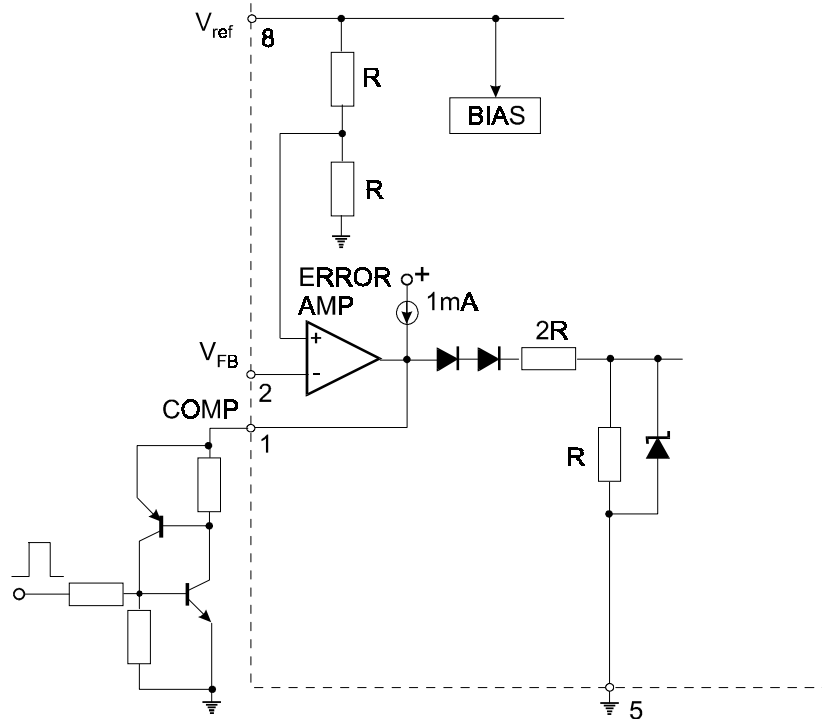 Vref
8
R
BIAS
R
ERROR
AMP
+
1mA
+
-
2R
VFB
2
COMP
1
R
5